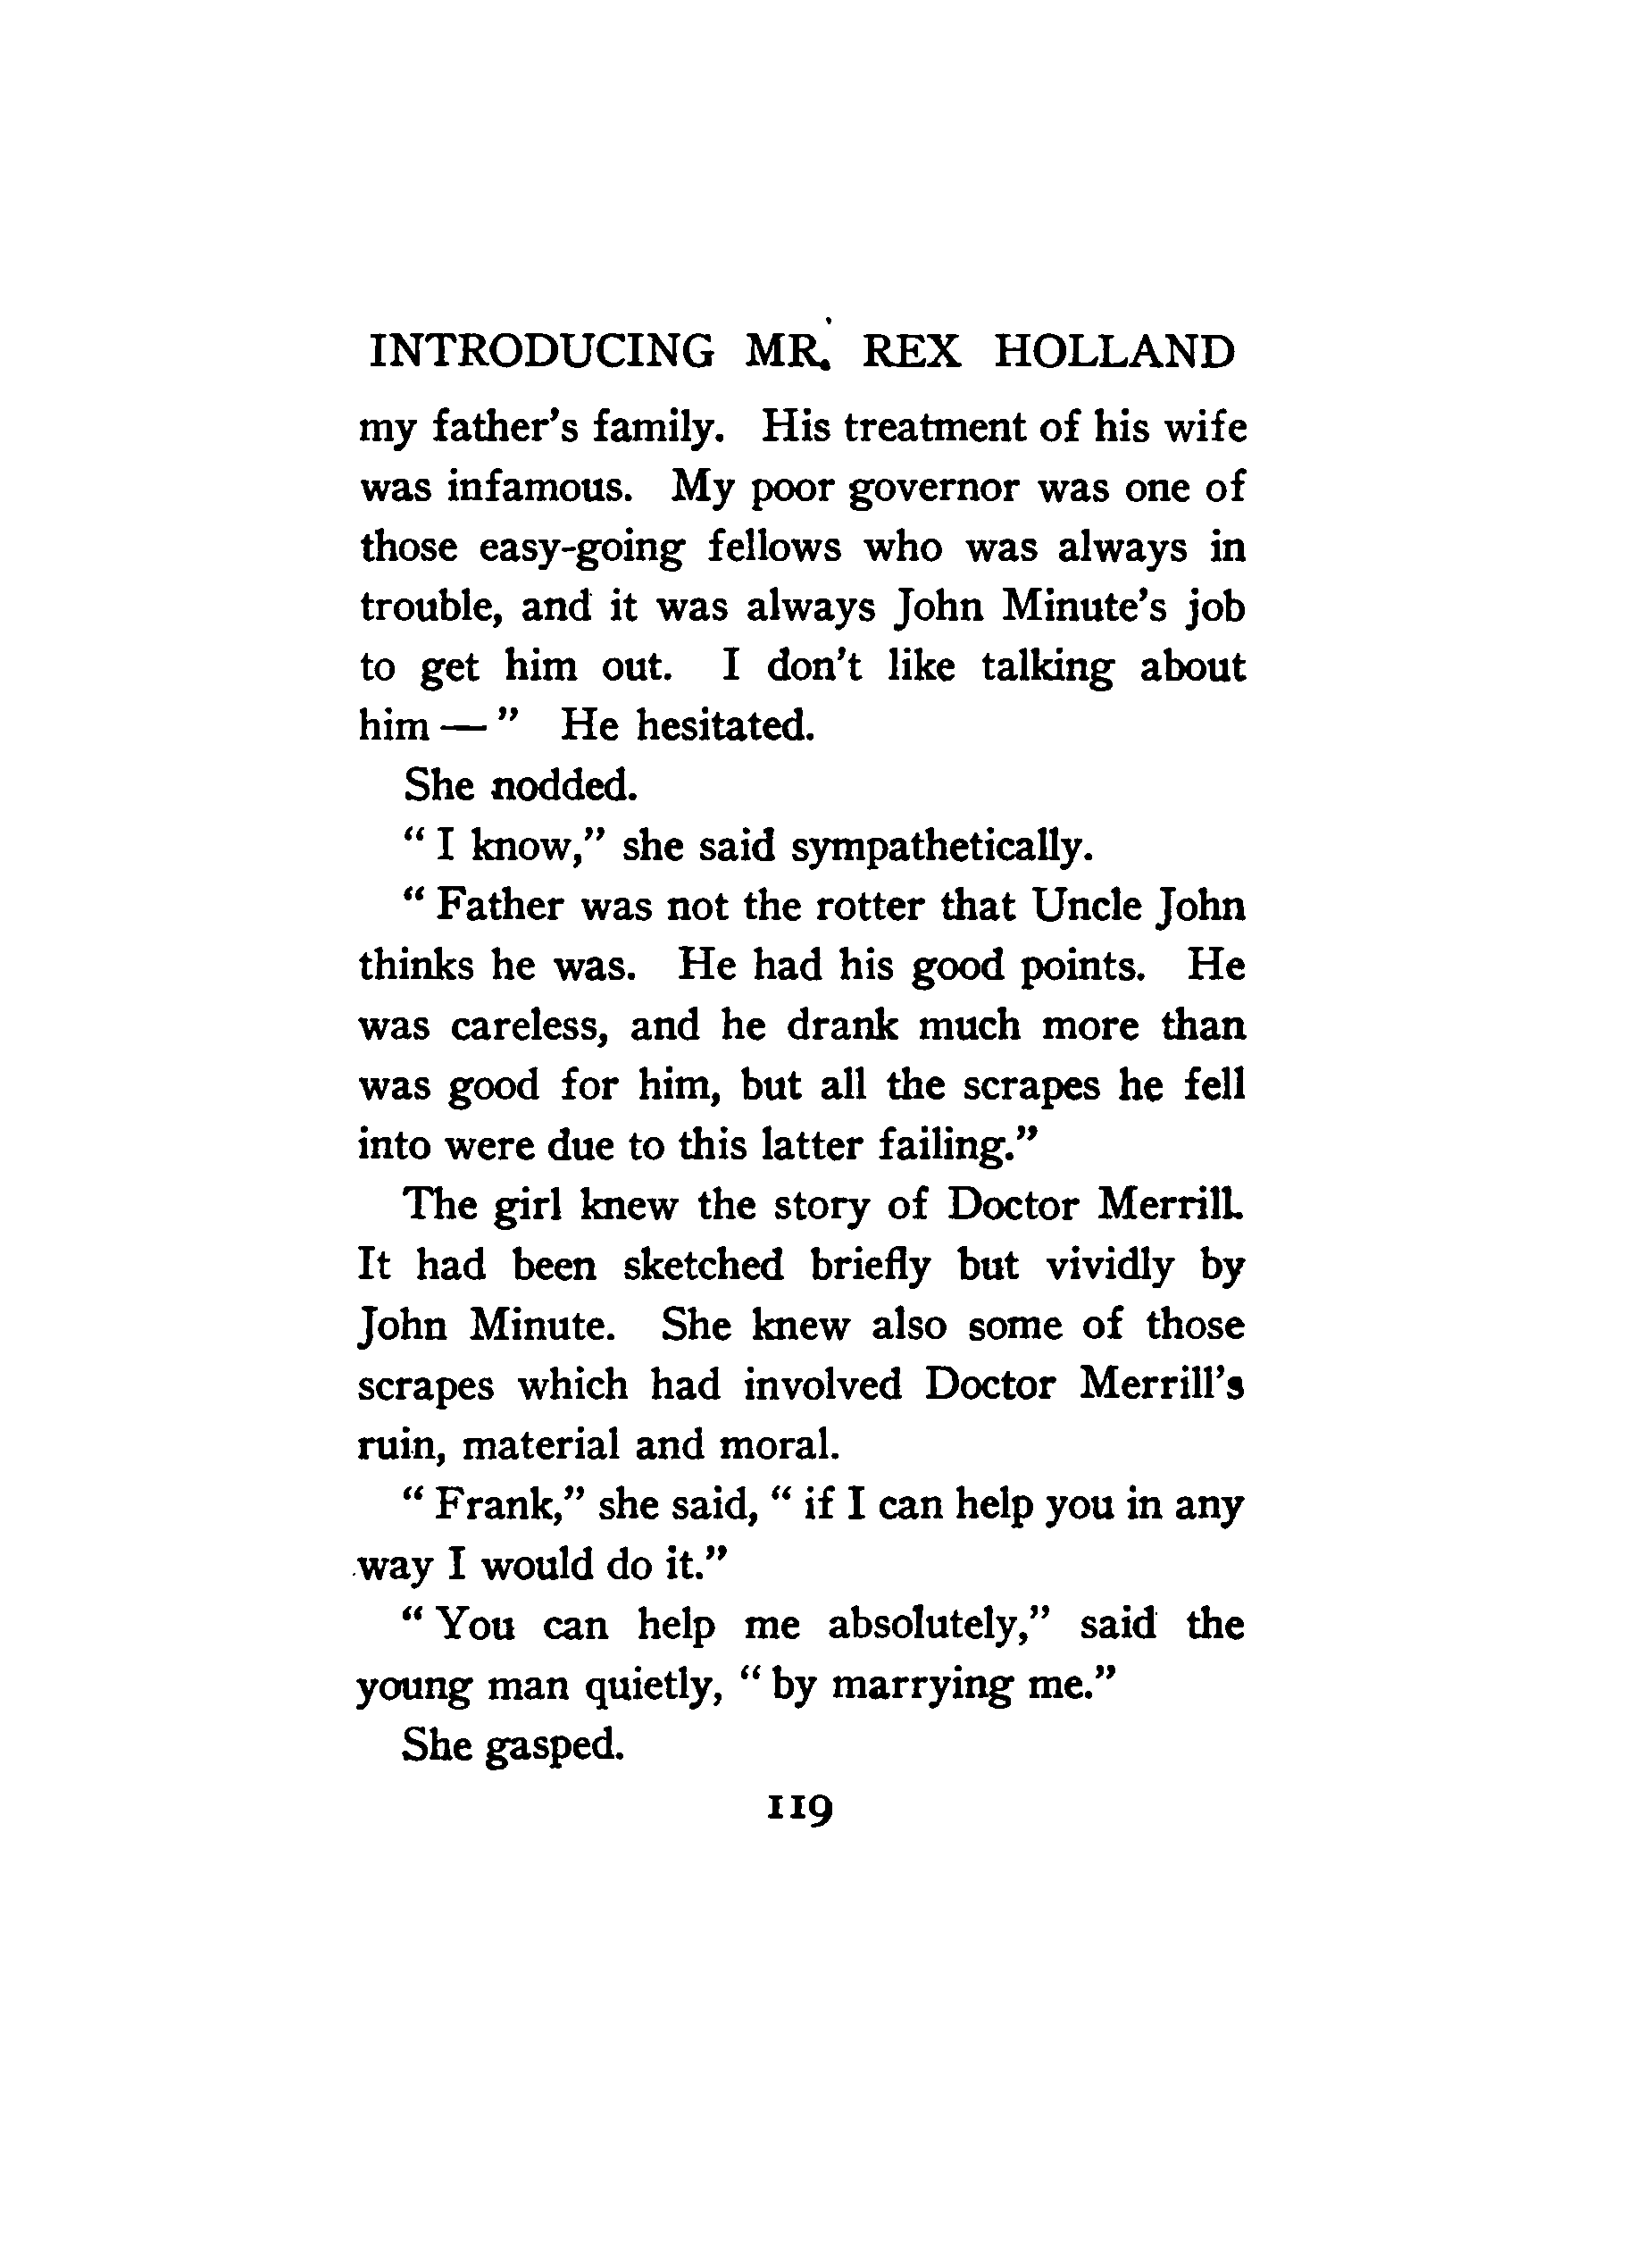 INTRODUCING MR. REX HOLLAND
my father's family. His treatment of his wife
was infamous. My poor governor was one of
those easy-going fellows who was always in
trouble, and it was always John Minute's job
to get him out. I don't like talking about
him — " He hesitated.
She nodded.
" I know," she said sympathetically.
" Father was not the rotter that Uncle John
thinks he was. He had his good points. He
was careless, and he drank much more than
was good for him, but all the scrapes he fell
into were due to this latter failing."
The girl knew the story of Doctor Merrill.
It had been sketched briefly but vividly by
John Minute. She knew also some of those
scrapes which had involved Doctor Merrill's
ruin, material and moral.
" Frank," she said, " if I can help you in any
way I would do it."
" You can help me absolutely," said the
young man quietly, " by marrying me."
She gasped.
119